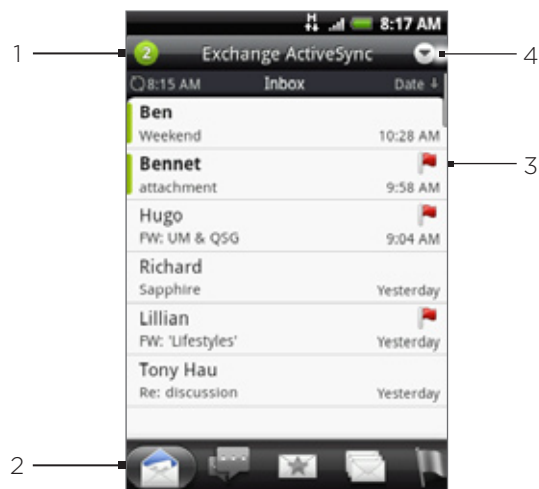 H 8:17 AM
1 2 Exchange ActiveSync 4
8:15 AM Inbox Date
Ben
Weekend 10:28 AM
Bennet 3
attachment 9:58 AM
Hugo
FW: UM & QSG 9:04 AM
Richard
Sapphire Yesterday
Lillian
FW: 'Lifestyles' Yesterday
Tony Hau
Re: discussion Yesterday
2